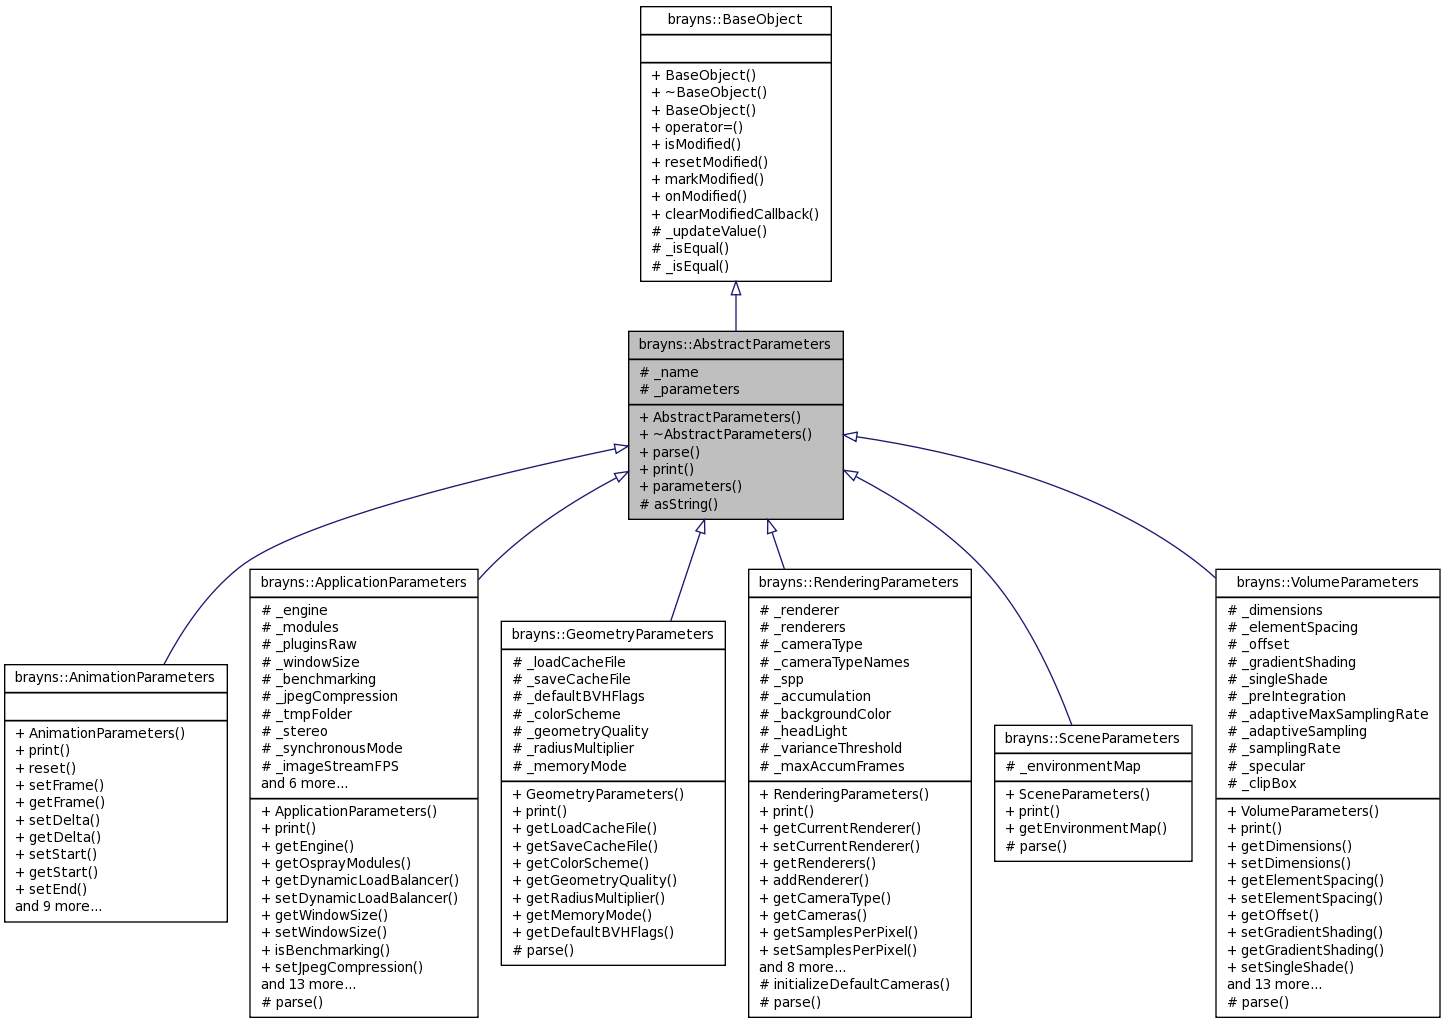 brayns::BaseObject
+ BaseObject()
+ ~BaseObject()
+ BaseObject()
+ operator=()
+ isModified()
+ resetModified()
+ markModified()
+ onModified()
+ clearModifiedCallback()
# _updateValue()
# _isEqual()
# _isEqual()
brayns::AbstractParameters
# _name
# _parameters
+ AbstractParameters()
+ ~AbstractParameters()
+ parse()
+ print()
+ parameters()
# asString()
brayns::AnimationParameters
+ AnimationParameters()
+ print()
+ reset()
+ setFrame()
+ getFrame()
+ setDelta()
+ getDelta()
+ setStart()
+ getStart()
+ setEnd()
and 9 more...
brayns::ApplicationParameters
# _engine
# _modules
# _pluginsRaw
# _windowSize
# _benchmarking
# _jpegCompression
# _tmpFolder
# _stereo
# _synchronousMode
# _imageStreamFPS
and 6 more...
+ ApplicationParameters()
+ print()
+ getEngine()
+ getOsprayModules()
+ getDynamicLoadBalancer()
+ setDynamicLoadBalancer()
+ getWindowSize()
+ setWindowSize()
+ isBenchmarking()
+ setJpegCompression()
and 13 more...
# parse()
brayns::GeometryParameters
# _loadCacheFile
# _saveCacheFile
# _defaultBVHFlags
# _colorScheme
# _geometryQuality
# _radiusMultiplier
# _memoryMode
+ GeometryParameters()
+ print()
+ getLoadCacheFile()
+ getSaveCacheFile()
+ getColorScheme()
+ getGeometryQuality()
+ getRadiusMultiplier()
+ getMemoryMode()
+ getDefaultBVHFlags()
# parse()
brayns::RenderingParameters
# _renderer
# _renderers
# _cameraType
# _cameraTypeNames
# _spp
# _accumulation
# _backgroundColor
# _headLight
# _varianceThreshold
# _maxAccumFrames
+ RenderingParameters()
+ print()
+ getCurrentRenderer()
+ setCurrentRenderer()
+ getRenderers()
+ addRenderer()
+ getCameraType()
+ getCameras()
+ getSamplesPerPixel()
+ setSamplesPerPixel()
and 8 more...
# initializeDefaultCameras()
# parse()
brayns::SceneParameters
# _environmentMap
+ SceneParameters()
+ print()
+ getEnvironmentMap()
# parse()
brayns::VolumeParameters
# _dimensions
# _elementSpacing
# _offset
# _gradientShading
# _singleShade
# _preIntegration
# _adaptiveMaxSamplingRate
# _adaptiveSampling
# _samplingRate
# _specular
# _clipBox
+ VolumeParameters()
+ print()
+ getDimensions()
+ setDimensions()
+ getElementSpacing()
+ setElementSpacing()
+ getOffset()
+ setGradientShading()
+ getGradientShading()
+ setSingleShade()
and 13 more...
# parse()